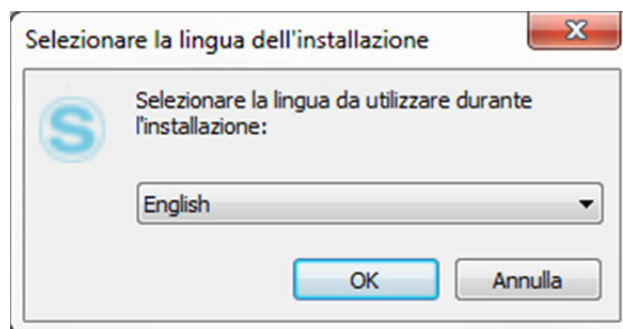 Selezionare la lingua dell'installazione
S
Selezionare la lingua da utilizzare durante
l'installazione:
English
OK
Annulla